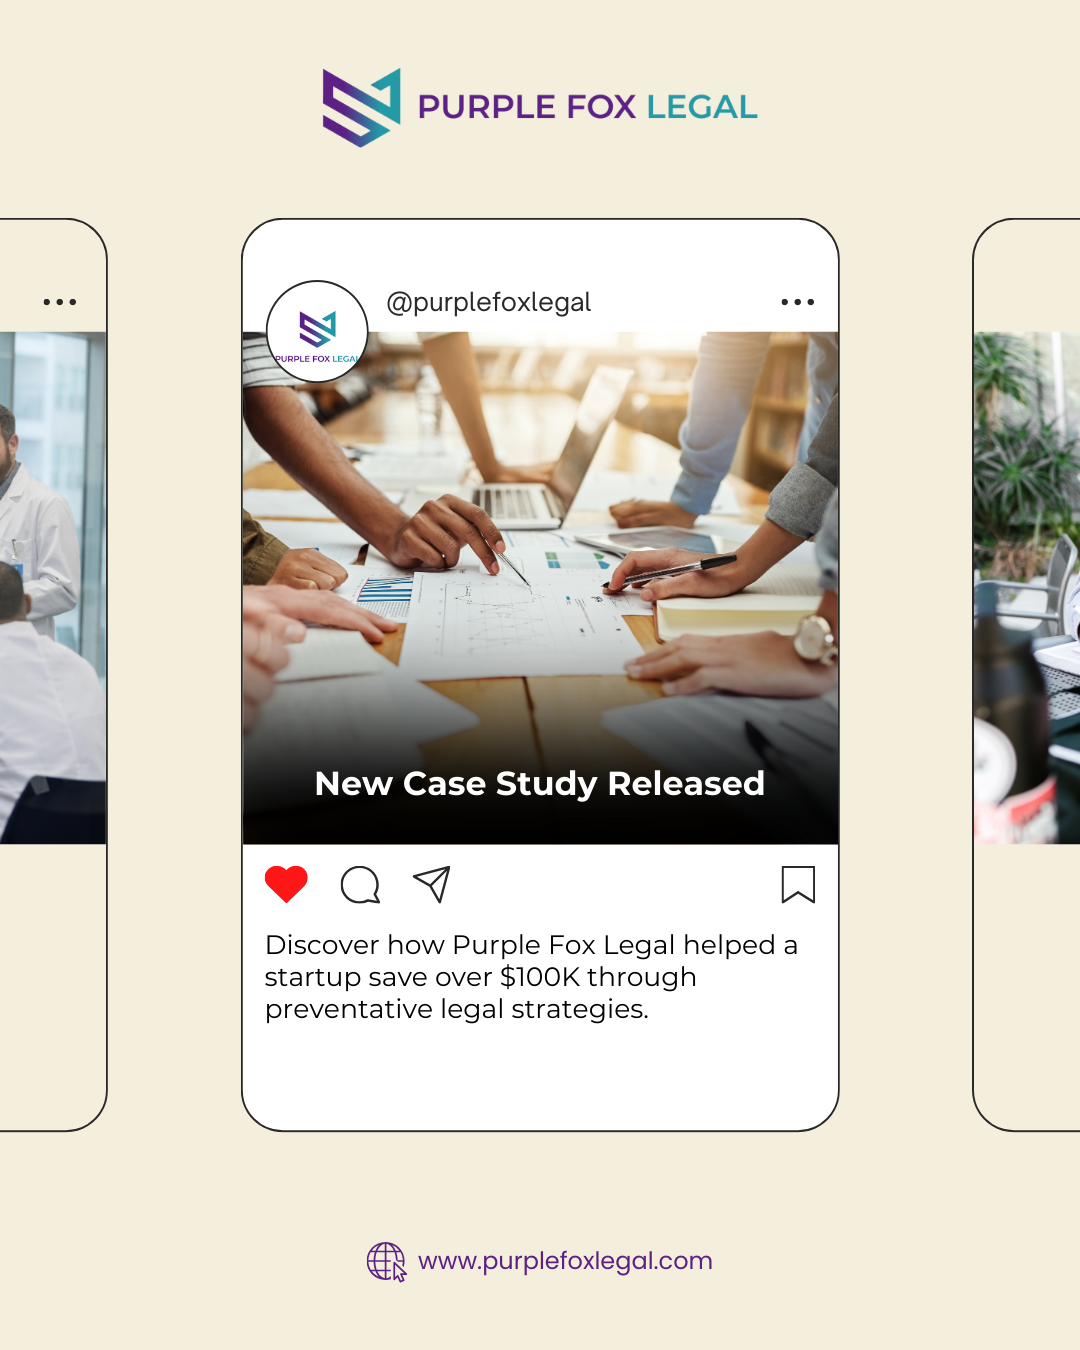 PURPLE FOX LEGAL
@purplefoxlegal
PURPLE FOX LEGAL
New Case Study Released
Discover how Purple Fox Legal helped a
startup save over $100K through
preventative legal strategies.
www.purplefoxlegal.com